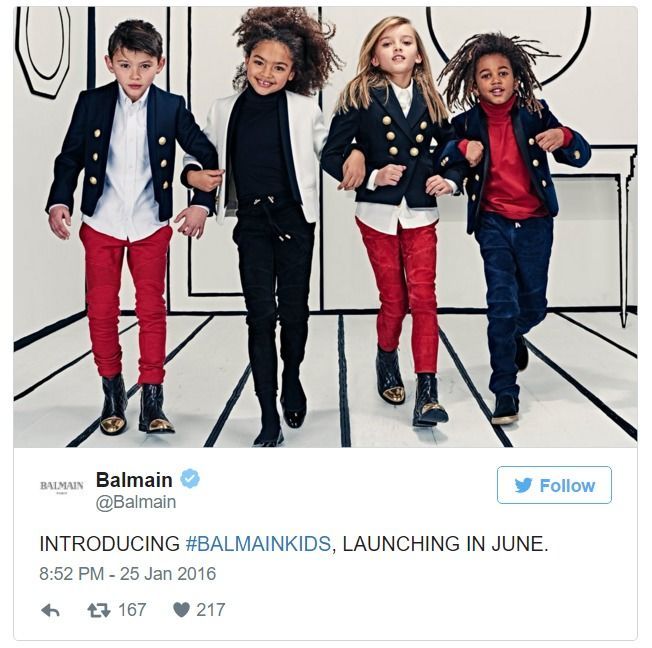 BALMAIN
PARIS
Balmain
@Balmain
Follow
INTRODUCING #BALMAINKIDS, LAUNCHING IN JUNE.
8:52 PM - 25 Jan 2016
167
217